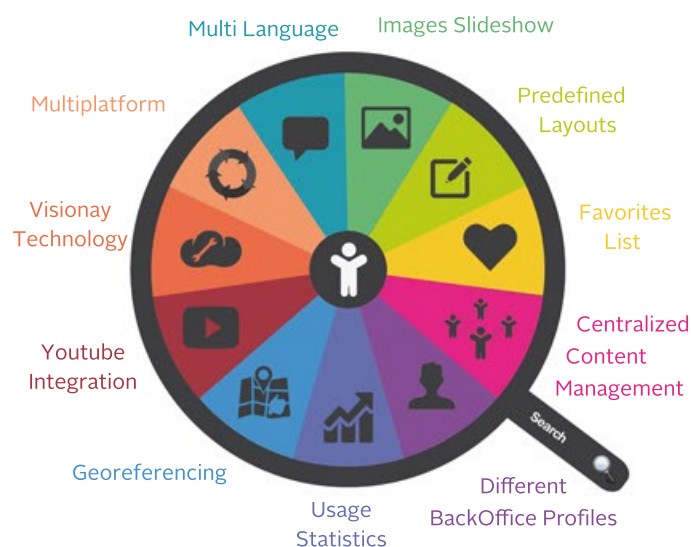 Multi Language
Images Slideshow
Multiplatform
Predefined
Layouts
Visionay
Technology
Favorites
List
Youtube
Integration
Centralized
Content
Management
Search
Georeferencing
Different
BackOffice Profiles
Usage
Statistics